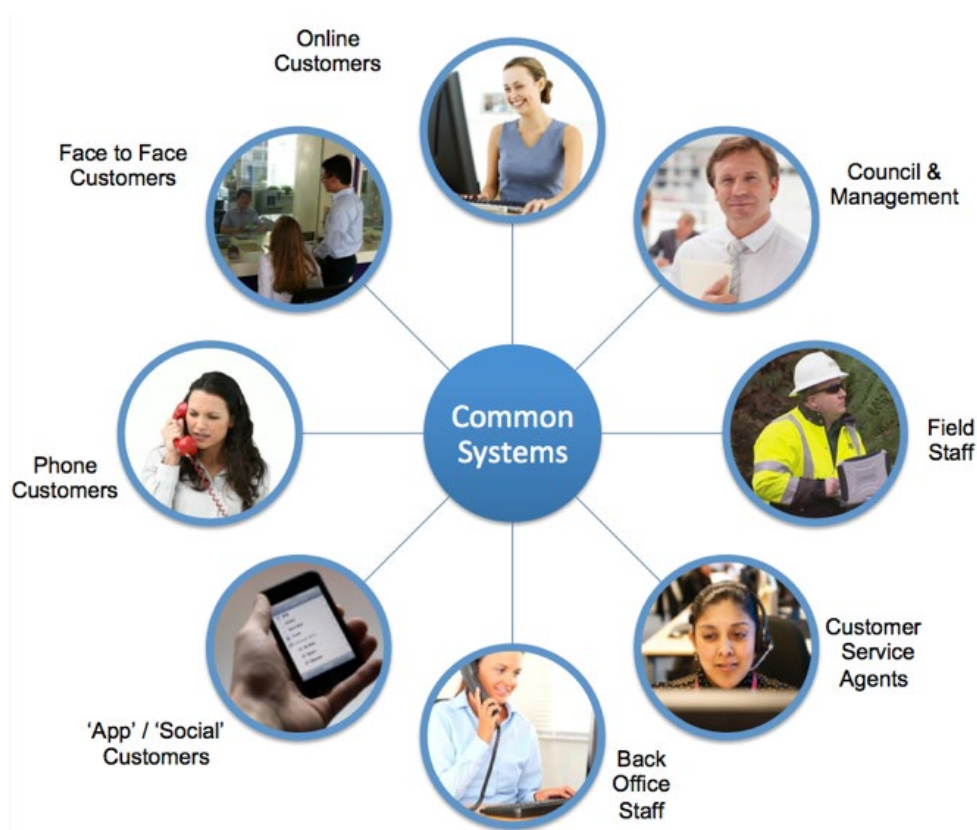 Online
Customers
Face to Face
Customers
Council &
Management
Common
Systems
Field
Staff
Phone
Customers
Customer
Service
Agents
‘App’ / ‘Social’
Customers
Back
Office
Staff